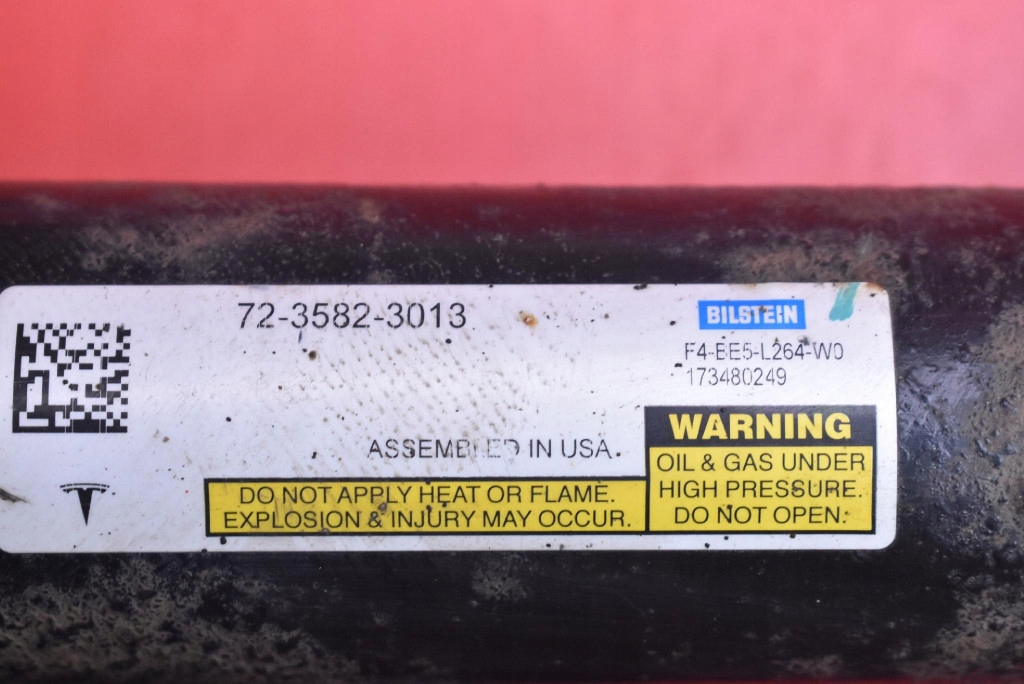 72-3582-3013
BILSTEIN
F4-BE5-L264-W0
173480249
ASSEMBLED IN USA.
WARNING
OIL & GAS UNDER
HIGH PRESSURE.
DO NOT OPEN.
DO NOT APPLY HEAT OR FLAME.
EXPLOSION & INJURY MAY OCCUR.